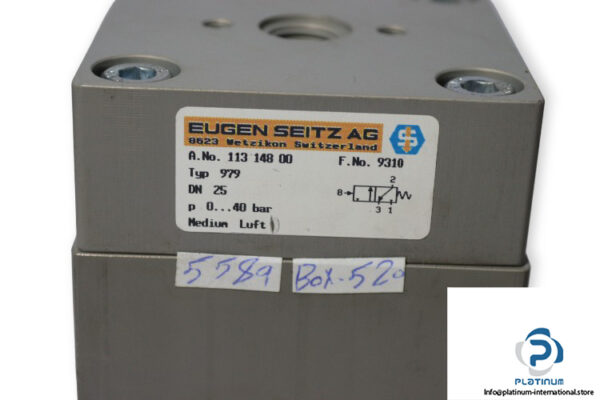 EUGEN SEITZ AG
8623 Wetzikon Switzerland
A.No. 113 148 00 F.No. 9310
Typ 979
DN 25
p 0...40 bar
Medium Luft
2
8
3 1
5589
Box-520
PLATINUM
http://platinum-international.store